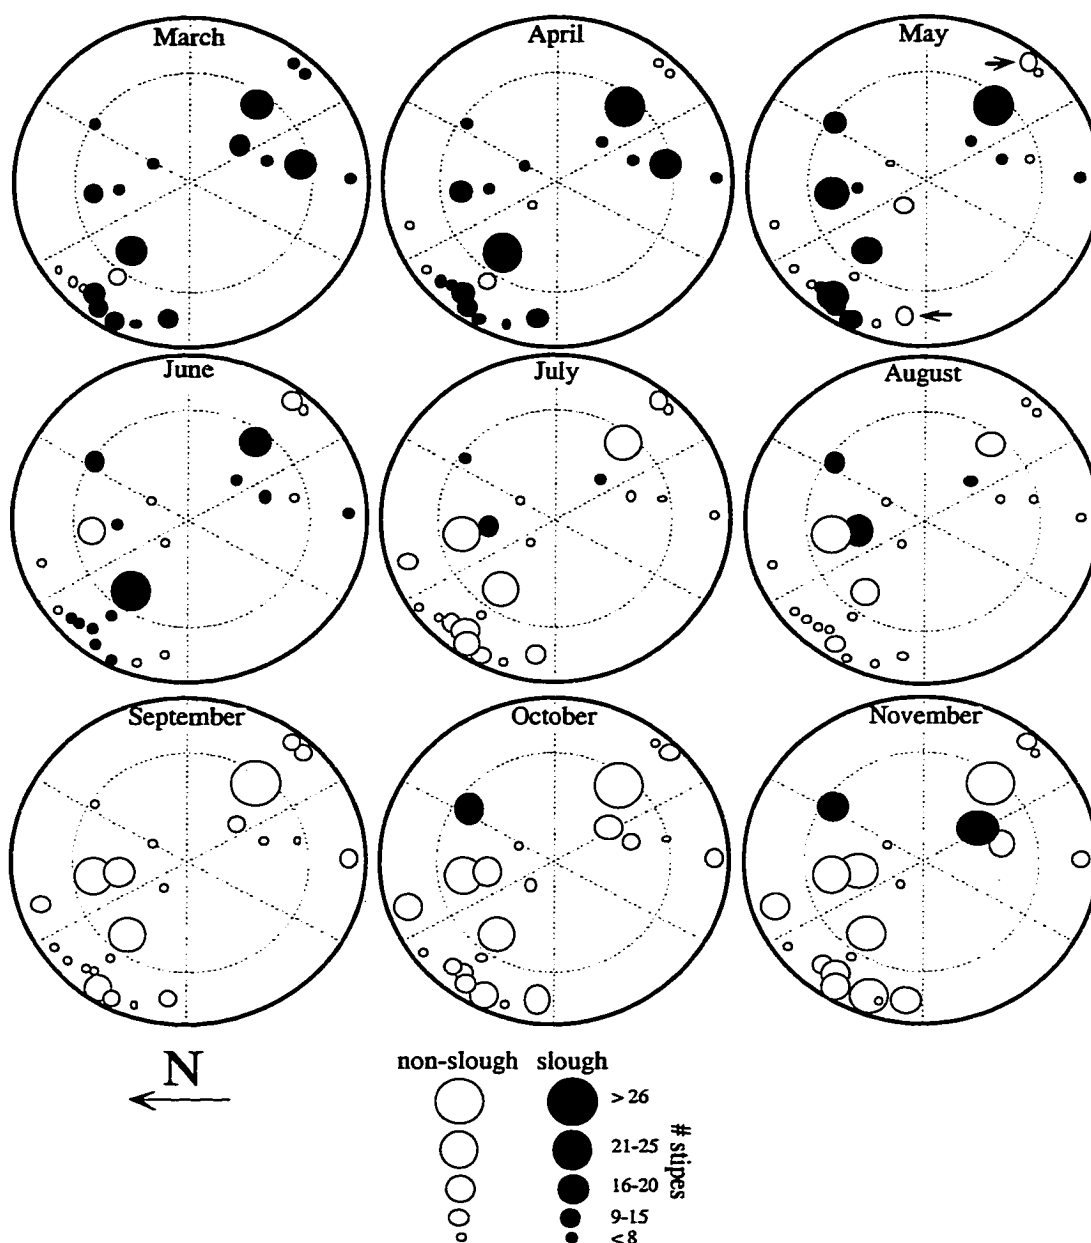 March
April
May
June
July
August
September
October
November
N
non-slough
slough
> 26
21-25
16-20
9-15
< 8
# stipes